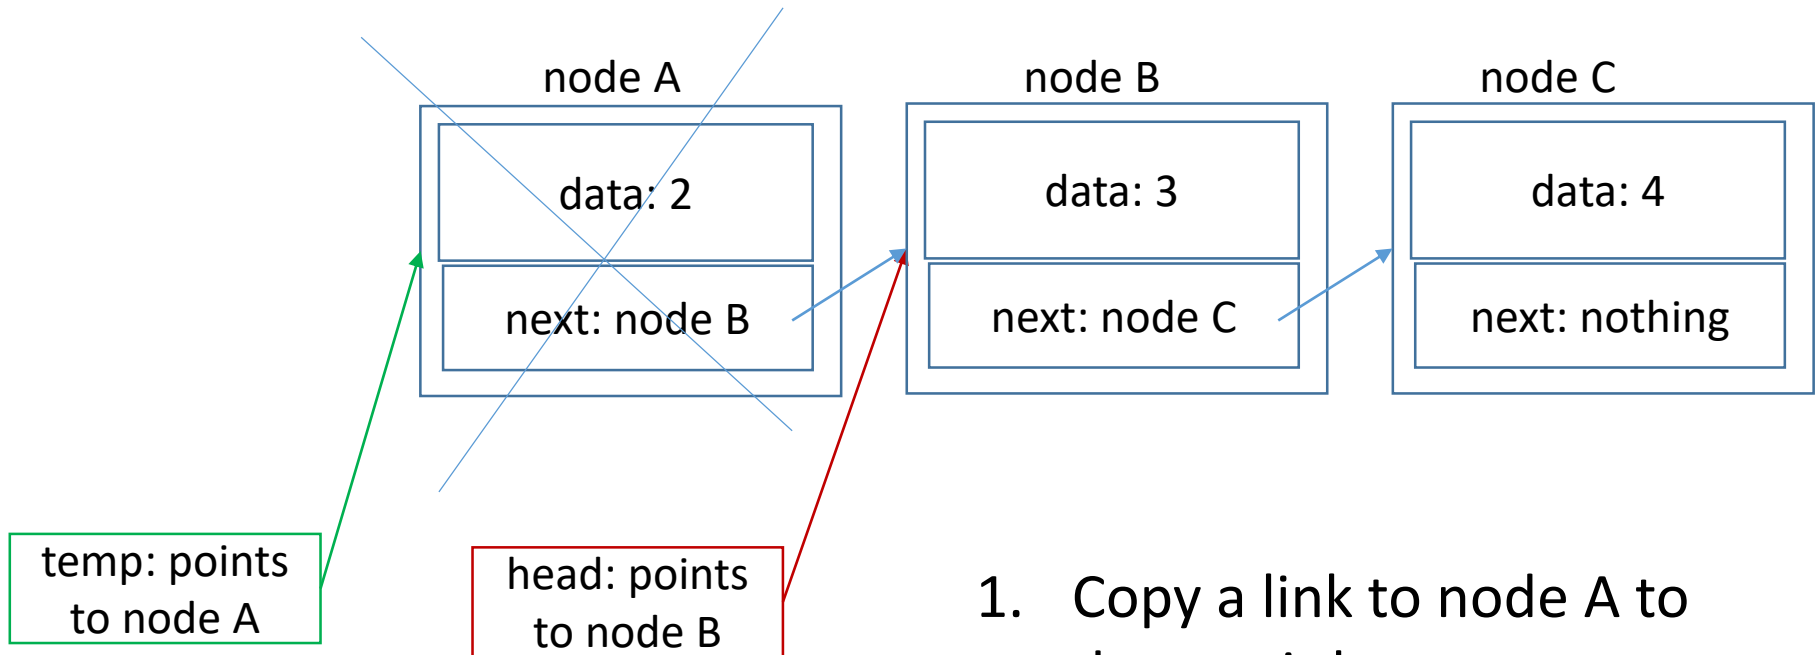 node A
node B
node C
data: 2
data: 3
data: 4
next: node B
next: node C
next: nothing
temp: points
to node A
head: points
to node B
1. Copy a link to node A to